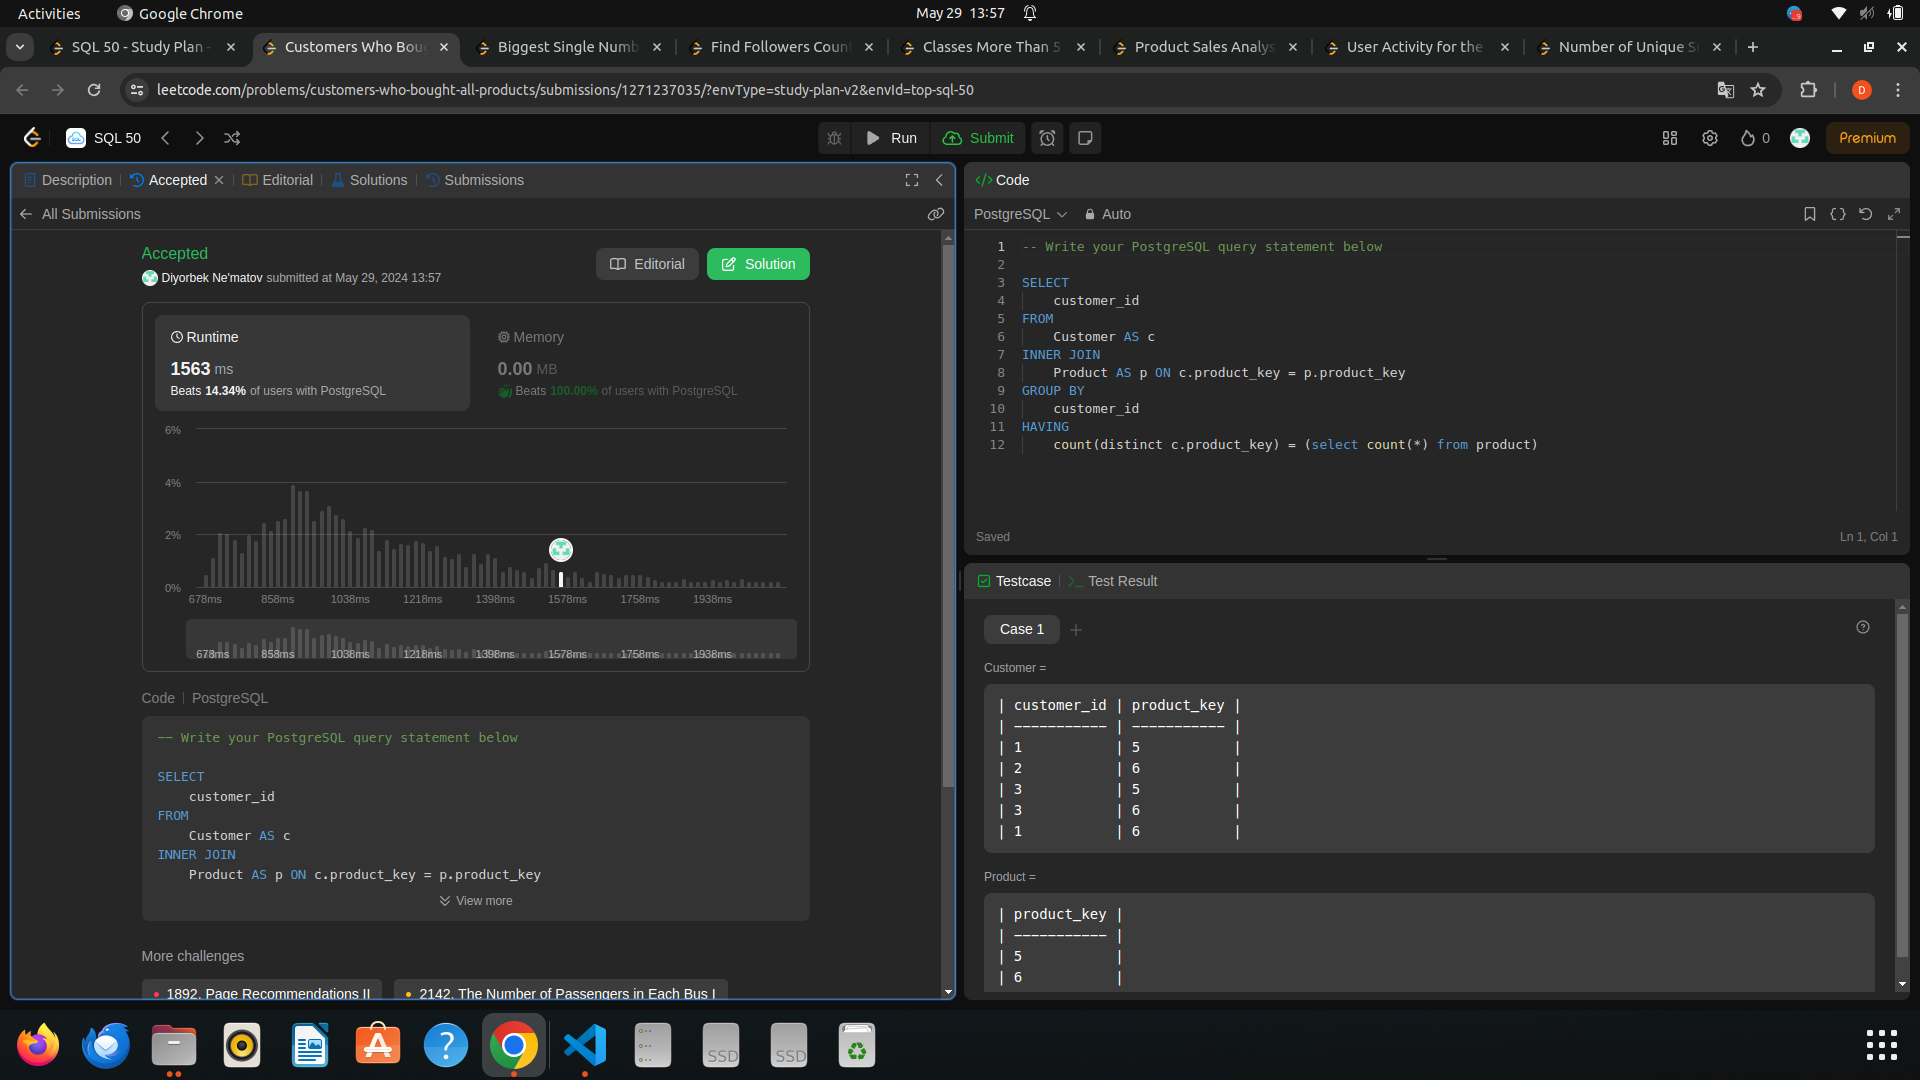 Activities
Google Chrome
May 29 13:57
SQL 50 - Study Plan -
Customers Who Boug
Biggest Single Numb
Find Followers Coun
Classes More Than 5
Product Sales Analys
User Activity for the
Number of Unique Su
leetcode.com/problems/customers-who-bought-all-products/submissions/1271237035/?envType=study-plan-v2&envId=top-sql-50
D
SQL 50
Run
Submit
0
Premium
Description
Accepted
Editorial
Solutions
Submissions
All Submissions
Accepted
Diyorbek Ne'matov submitted at May 29, 2024 13:57
Editorial
Solution
Runtime
1563 ms
Beats 14.34% of users with PostgreSQL
Memory
0.00 MB
Beats 100.00% of users with PostgreSQL
6%
4%
2%
0%
678ms 858ms 1038ms 1218ms 1398ms 1578ms 1758ms 1938ms
678ms 858ms 1038ms 1218ms 1398ms 1578ms 1758ms 1938ms
Code | PostgreSQL
-- Write your PostgreSQL query statement below
SELECT
customer_id
FROM
Customer AS c
INNER JOIN
Product AS p ON c.product_key = p.product_key
View more
More challenges
1892. Page Recommendations II
2142. The Number of Passengers in Each Bus I
Code
PostgreSQL
Auto
1 -- Write your PostgreSQL query statement below
2
3 SELECT
4 customer_id
5 FROM
6 Customer AS c
7 INNER JOIN
8 Product AS p ON c.product_key = p.product_key
9 GROUP BY
10 customer_id
11 HAVING
12 count(distinct c.product_key) = (select count(*) from product)
Saved
Ln 1, Col 1
Testcase
Test Result
Case 1
Customer =
| customer_id | product_key |
| ----------- | ----------- |
| 1 | 5 |
| 2 | 6 |
| 3 | 5 |
| 3 | 6 |
| 1 | 6 |
Product =
| product_key |
| ----------- |
| 5 |
| 6 |
SSD
SSD